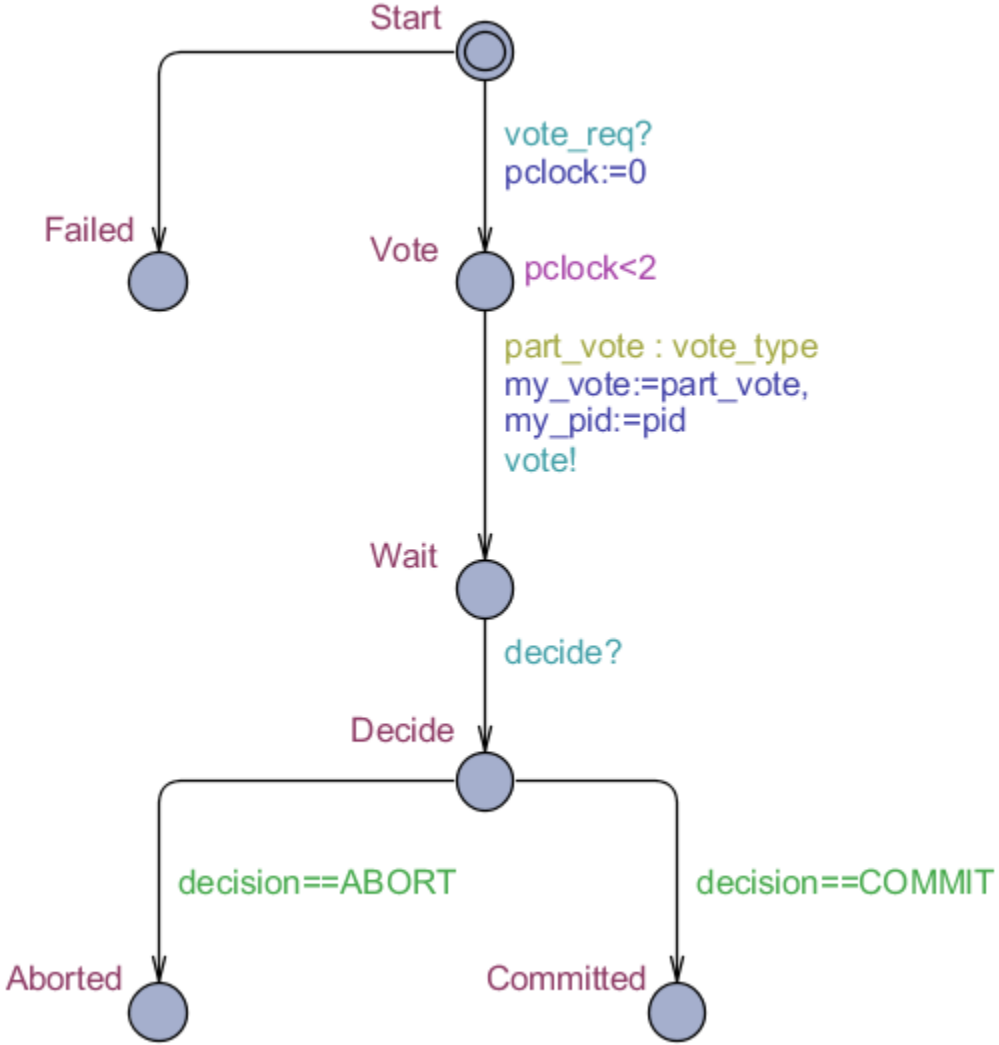 Start
vote_req?
pclock:=0
Failed
Vote
pclock<2
part_vote : vote_type
my_vote:=part_vote,
my_pid:=pid
vote!
Wait
decide?
Decide
decision==ABORT
decision==COMMIT
Aborted
Committed